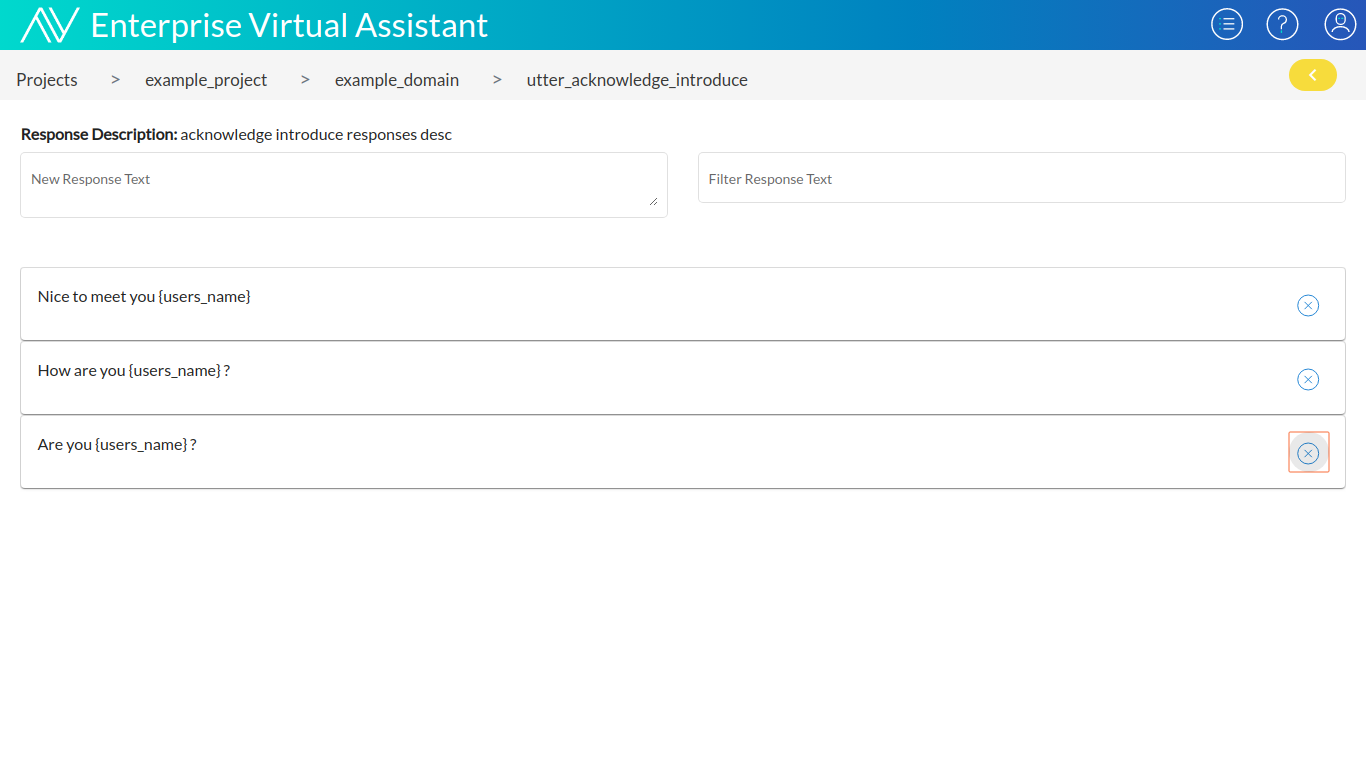 Enterprise Virtual Assistant
?
Projects > example_project > example_domain > utter_acknowledge_introduce
Response Description: acknowledge introduce responses desc
New Response Text
Filter Response Text
Nice to meet you {users_name}
How are you {users_name} ?
Are you {users_name} ?